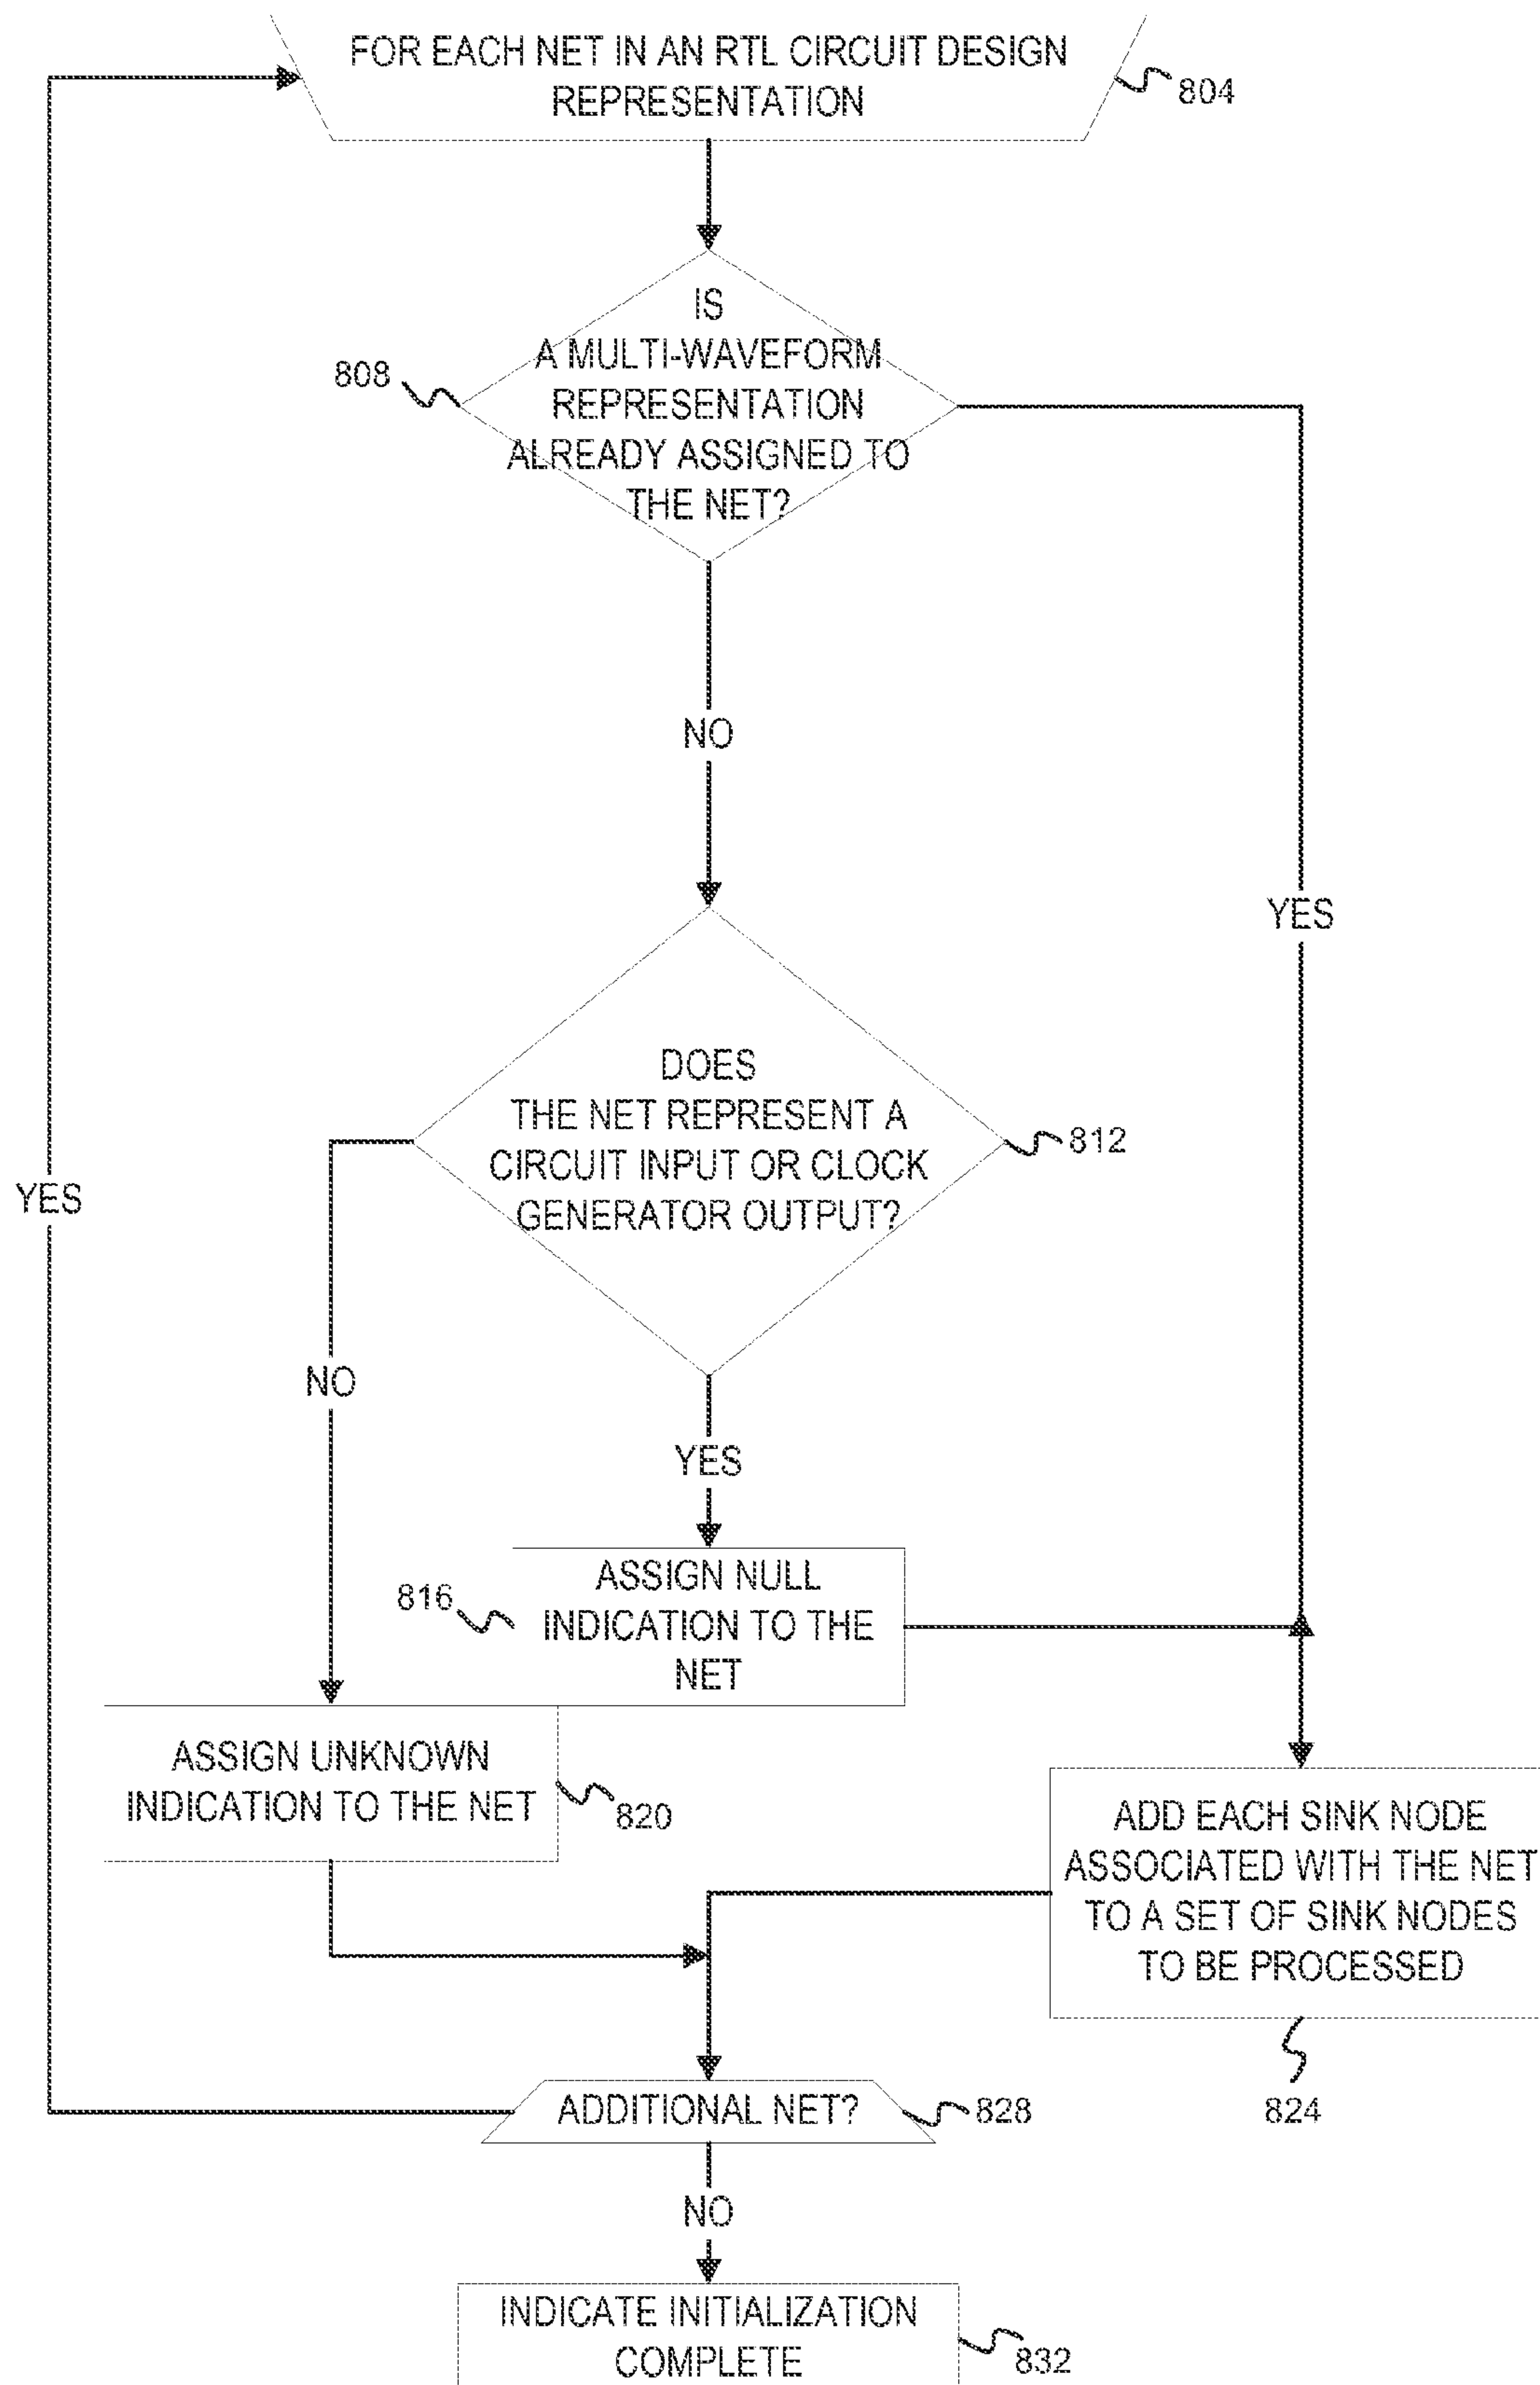 FOR EACH NET IN AN RTL CIRCUIT DESIGN
REPRESENTATION
804
IS
A MULTI-WAVEFORM
REPRESENTATION
ALREADY ASSIGNED TO
THE NET?
808
NO
YES
DOES
THE NET REPRESENT A
CIRCUIT INPUT OR CLOCK
GENERATOR OUTPUT?
812
YES
NO
YES
ASSIGN NULL
INDICATION TO THE
NET
816
ASSIGN UNKNOWN
INDICATION TO THE NET
820
ADD EACH SINK NODE
ASSOCIATED WITH THE NET
TO A SET OF SINK NODES
TO BE PROCESSED
824
ADDITIONAL NET?
828
NO
INDICATE INITIALIZATION
COMPLETE
832